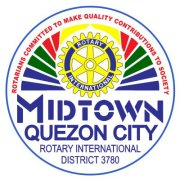 ROTARIANS COMMITTED TO MAKE QUALITY CONTRIBUTIONS TO SOCIETY
ROTARY
INTERNATIONAL
MIDTOWN
QUEZON CITY
ROTARY INTERNATIONAL
DISTRICT 3780